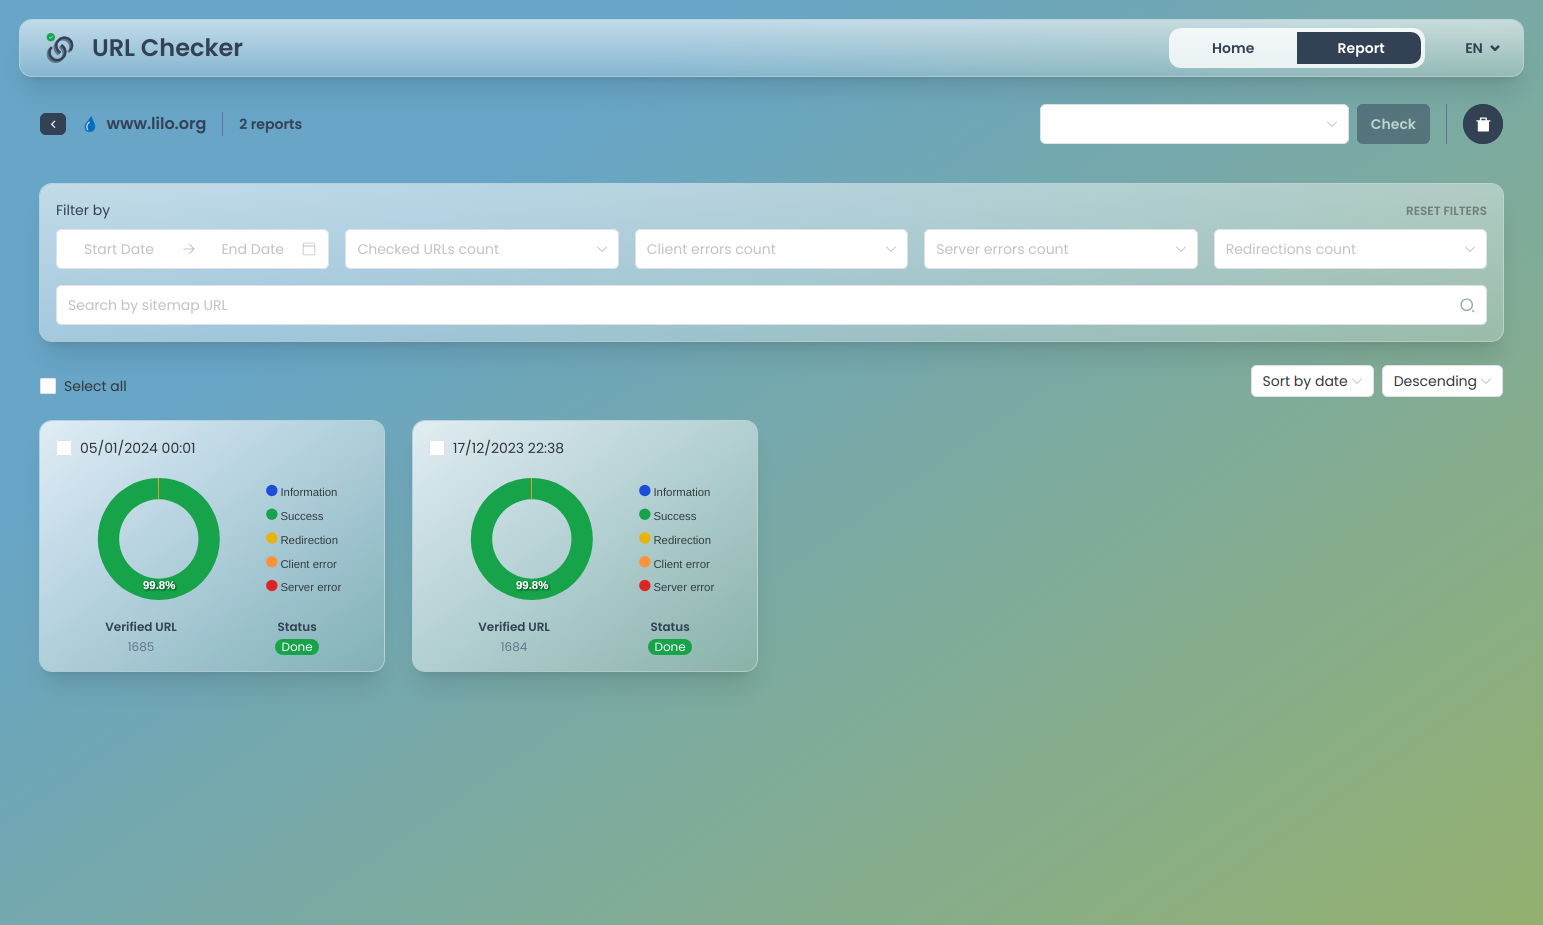 URL Checker
Home
Report
EN
www.lilo.org
2 reports
Check
Filter by
RESET FILTERS
Start Date
End Date
Checked URLs count
Client errors count
Server errors count
Redirections count
Search by sitemap URL
Select all
Sort by date
Descending
05/01/2024 00:01
Information
Success
Redirection
Client error
Server error
99.8%
Verified URL
Status
1685
Done
17/12/2023 22:38
Information
Success
Redirection
Client error
Server error
99.8%
Verified URL
Status
1684
Done